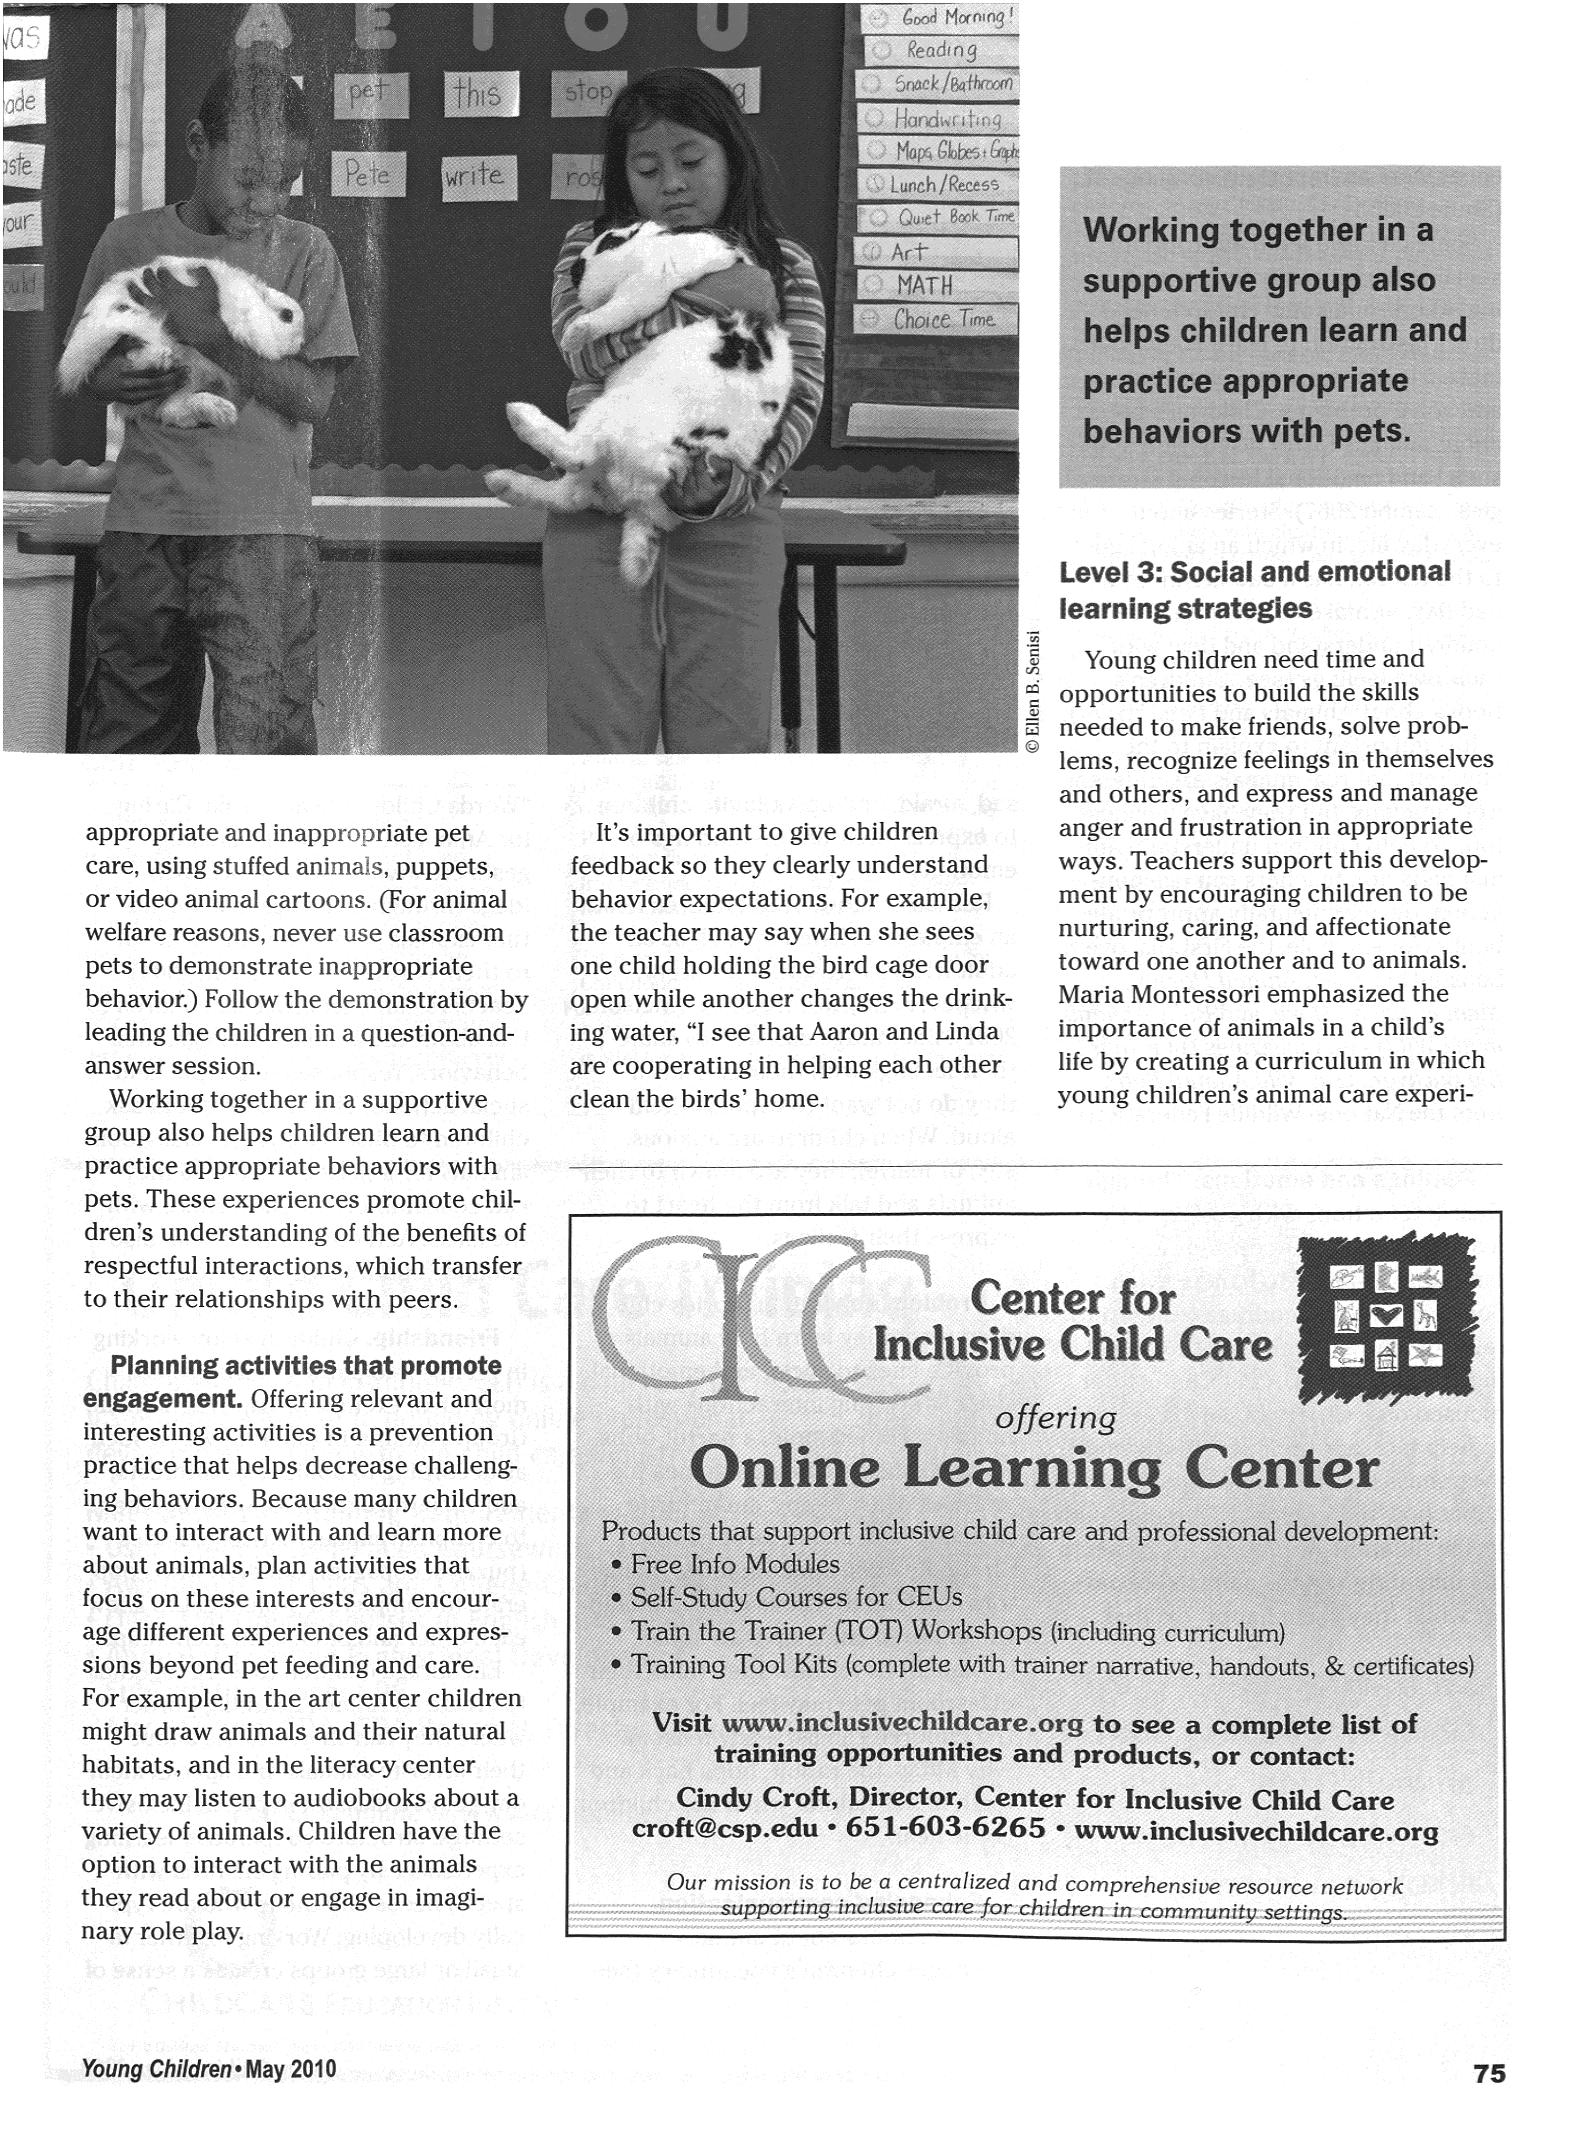 A E I O U
was
pet
this
stop
Pete
write
your
Good Morning!
Reading
Snack/Bathroom
Handwriting
Maps, Globes + Graphs
Lunch/Recess
Quiet Book Time
Art
MATH
Choice Time
© Ellen B. Senisi
Working together in a
supportive group also
helps children learn and
practice appropriate
behaviors with pets.
appropriate and inappropriate pet
care, using stuffed animals, puppets,
or video animal cartoons. (For animal
welfare reasons, never use classroom
pets to demonstrate inappropriate
behavior.) Follow the demonstration by
leading the children in a question-and-
answer session.
Working together in a supportive
group also helps children learn and
practice appropriate behaviors with
pets. These experiences promote chil-
dren's understanding of the benefits of
respectful interactions, which transfer
to their relationships with peers.
Planning activities that promote
engagement. Offering relevant and
interesting activities is a prevention
practice that helps decrease challeng-
ing behaviors. Because many children
want to interact with and learn more
about animals, plan activities that
focus on these interests and encour-
age different experiences and expres-
sions beyond pet feeding and care.
For example, in the art center children
might draw animals and their natural
habitats, and in the literacy center
they may listen to audiobooks about a
variety of animals. Children have the
option to interact with the animals
they read about or engage in imagi-
nary role play.
It's important to give children
feedback so they clearly understand
behavior expectations. For example,
the teacher may say when she sees
one child holding the bird cage door
open while another changes the drink-
ing water, "I see that Aaron and Linda
are cooperating in helping each other
clean the birds' home.
Level 3: Social and emotional
learning strategies
Young children need time and
opportunities to build the skills
needed to make friends, solve prob-
lems, recognize feelings in themselves
and others, and express and manage
anger and frustration in appropriate
ways. Teachers support this develop-
ment by encouraging children to be
nurturing, caring, and affectionate
toward one another and to animals.
Maria Montessori emphasized the
importance of animals in a child's
life by creating a curriculum in which
young children's animal care experi-
CICC
Center for
Inclusive Child Care
offering
Online Learning Center
Products that support inclusive child care and professional development:
• Free Info Modules
• Self-Study Courses for CEUs
• Train the Trainer (TOT) Workshops (including curriculum)
• Training Tool Kits (complete with trainer narrative, handouts, & certificates)
Visit www.inclusivechildcare.org to see a complete list of
training opportunities and products, or contact:
Cindy Croft, Director, Center for Inclusive Child Care
croft@csp.edu • 651-603-6265 • www.inclusivechildcare.org
Our mission is to be a centralized and comprehensive resource network
supporting inclusive care for children in community settings.
Young Children • May 2010
75